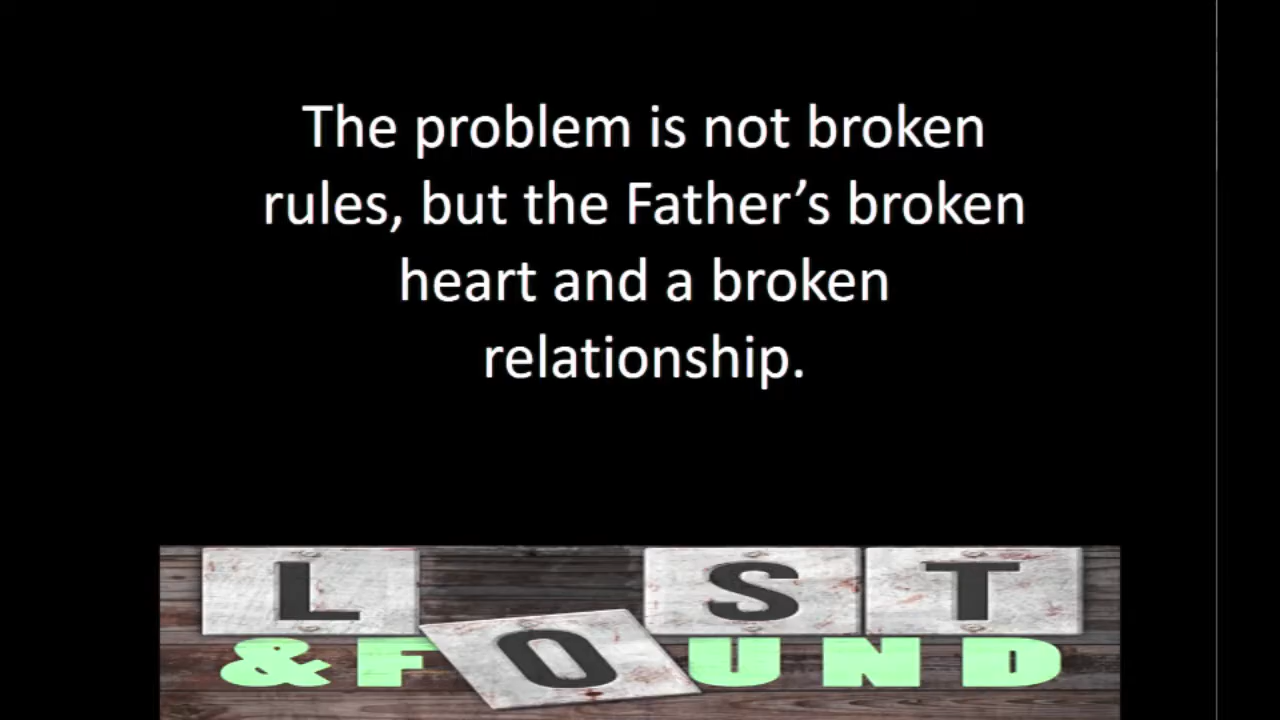 The problem is not broken
rules, but the Father’s broken
heart and a broken
relationship.
LOST
&FOUND